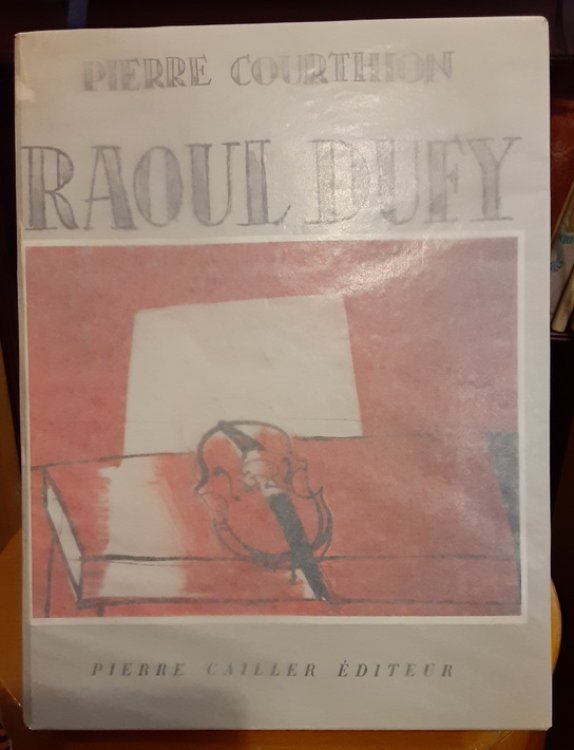 PIERRE COURTHION
RAOUL DUFY
PIERRE CAILLER ÉDITEUR